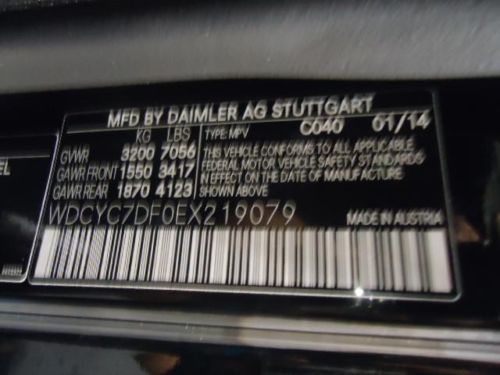 MFD BY DAIMLER AG STUTTGART
KG LBS TYPE: MPV C040 01/14
GVWR 3200 7056
GAWR FRONT 1550 3417
GAWR REAR 1870 4123
THIS VEHICLE CONFORMS TO ALL APPLICABLE
FEDERAL MOTOR VEHICLE SAFETY STANDARDS
IN EFFECT ON THE DATE OF
MANUFACTURE SHOWN ABOVE.
WDCYC7DF0EX219079 MADE IN AUSTRIA
EL